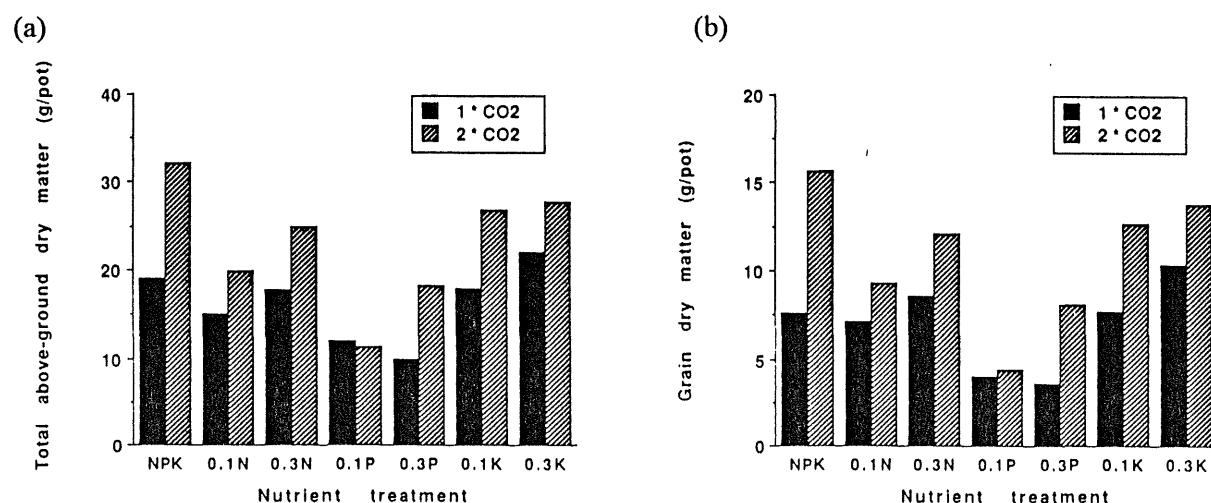 (a)
Total above-ground dry matter (g/pot)
40
30
20
10
0
1 * CO2
2 * CO2
NPK 0.1N 0.3N 0.1P 0.3P 0.1K 0.3K
Nutrient treatment
(b)
Grain dry matter (g/pot)
20
15
10
5
0
1 * CO2
2 * CO2
NPK 0.1N 0.3N 0.1P 0.3P 0.1K 0.3K
Nutrient treatment